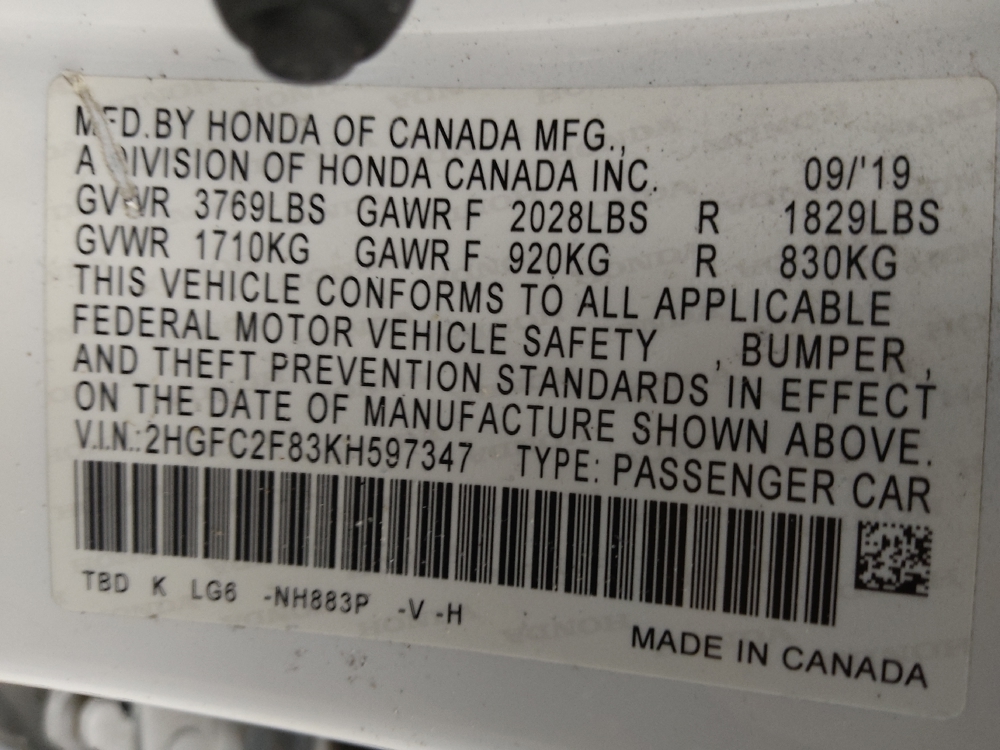 MFD.BY HONDA OF CANADA MFG.,
A DIVISION OF HONDA CANADA INC. 09/'19
GVWR 3769LBS GAWR F 2028LBS R 1829LBS
GVWR 1710KG GAWR F 920KG R 830KG
THIS VEHICLE CONFORMS TO ALL APPLICABLE
FEDERAL MOTOR VEHICLE SAFETY , BUMPER ,
AND THEFT PREVENTION STANDARDS IN EFFECT
ON THE DATE OF MANUFACTURE SHOWN ABOVE.
V.I.N.:2HGFC2F83KH597347 TYPE: PASSENGER CAR
TBD K LG6 -NH883P -V -H
MADE IN CANADA